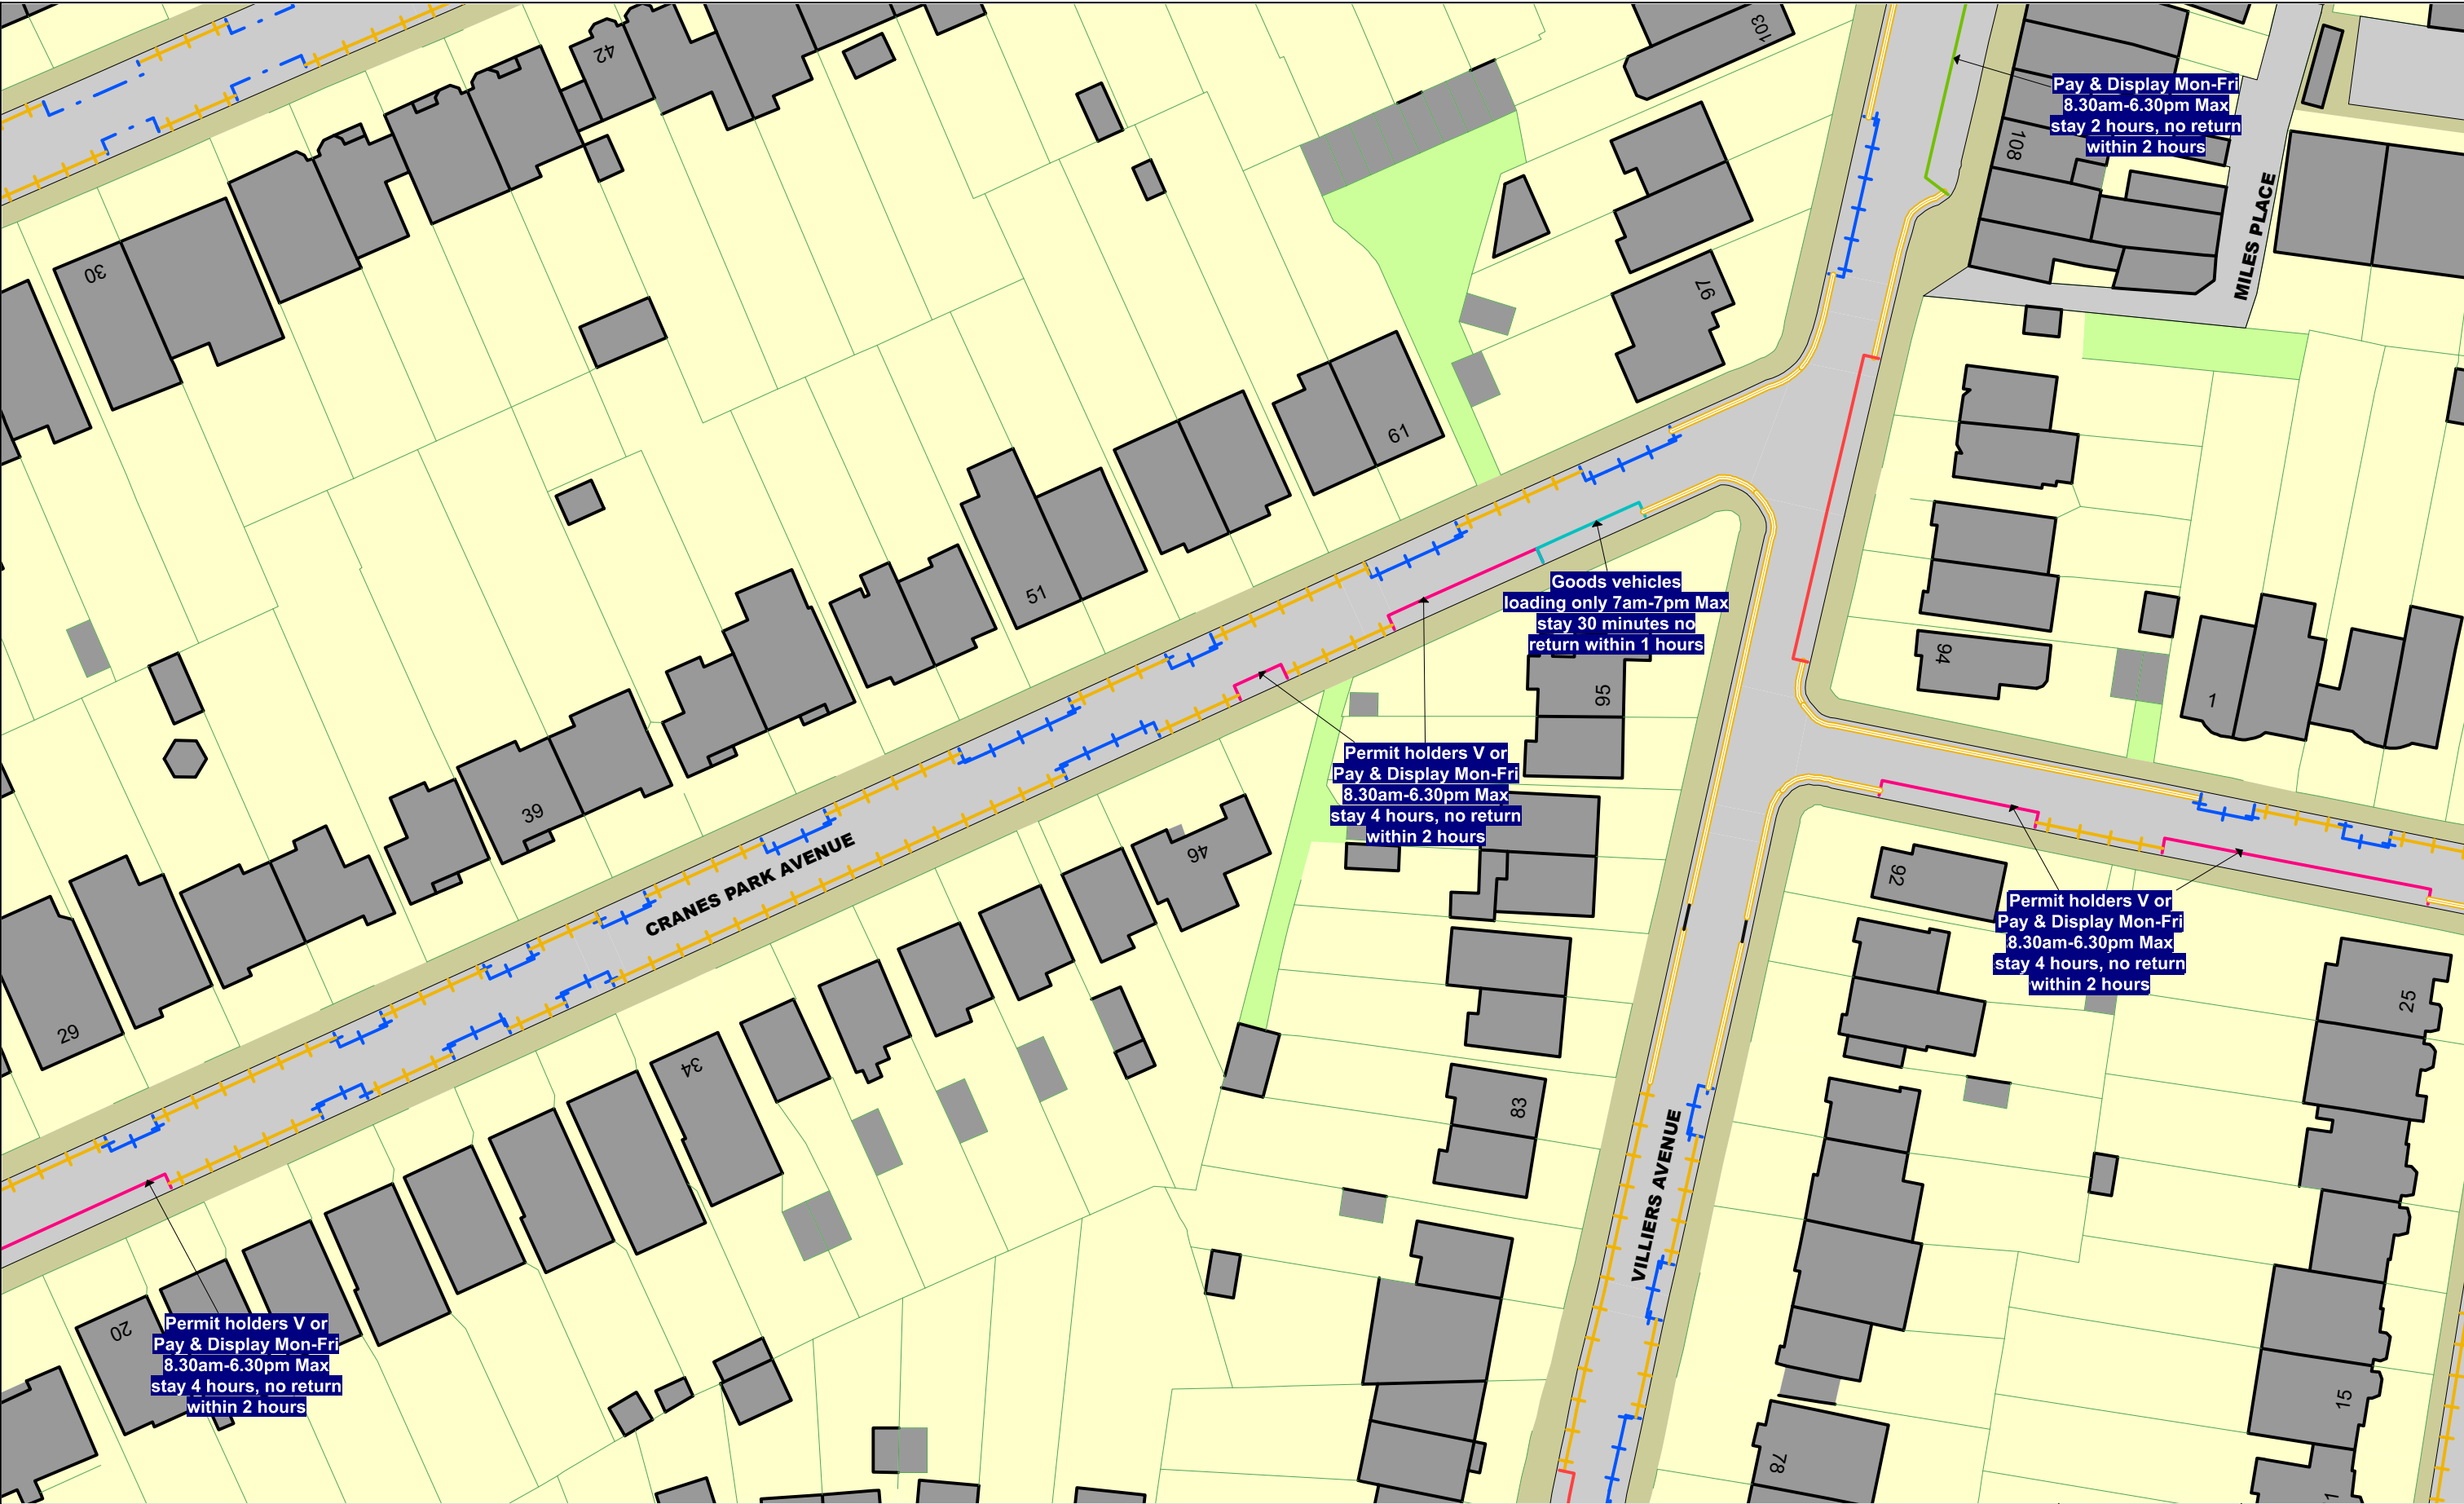 42
103
Pay & Display Mon-Fri
8.30am-6.30pm Max
stay 2 hours, no return
within 2 hours
108
MILES PLACE
30
97
61
51
Goods vehicles
loading only 7am-7pm Max
stay 30 minutes no
return within 1 hours
94
95
1
Permit holders V or
Pay & Display Mon-Fri
8.30am-6.30pm Max
stay 4 hours, no return
within 2 hours
39
46
CRANES PARK AVENUE
92
Permit holders V or
Pay & Display Mon-Fri
8.30am-6.30pm Max
stay 4 hours, no return
within 2 hours
29
25
34
83
VILLIERS AVENUE
20
Permit holders V or
Pay & Display Mon-Fri
8.30am-6.30pm Max
stay 4 hours, no return
within 2 hours
15
78